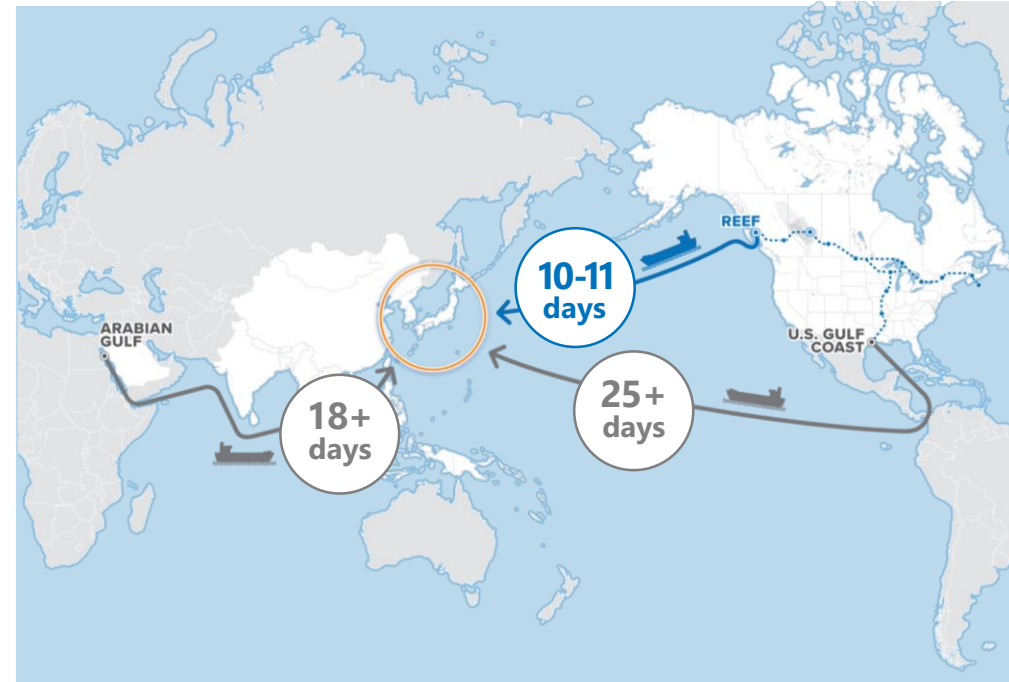 REEF
10-11
days
ARABIAN
GULF
U.S. GULF
COAST
18+
days
25+
days